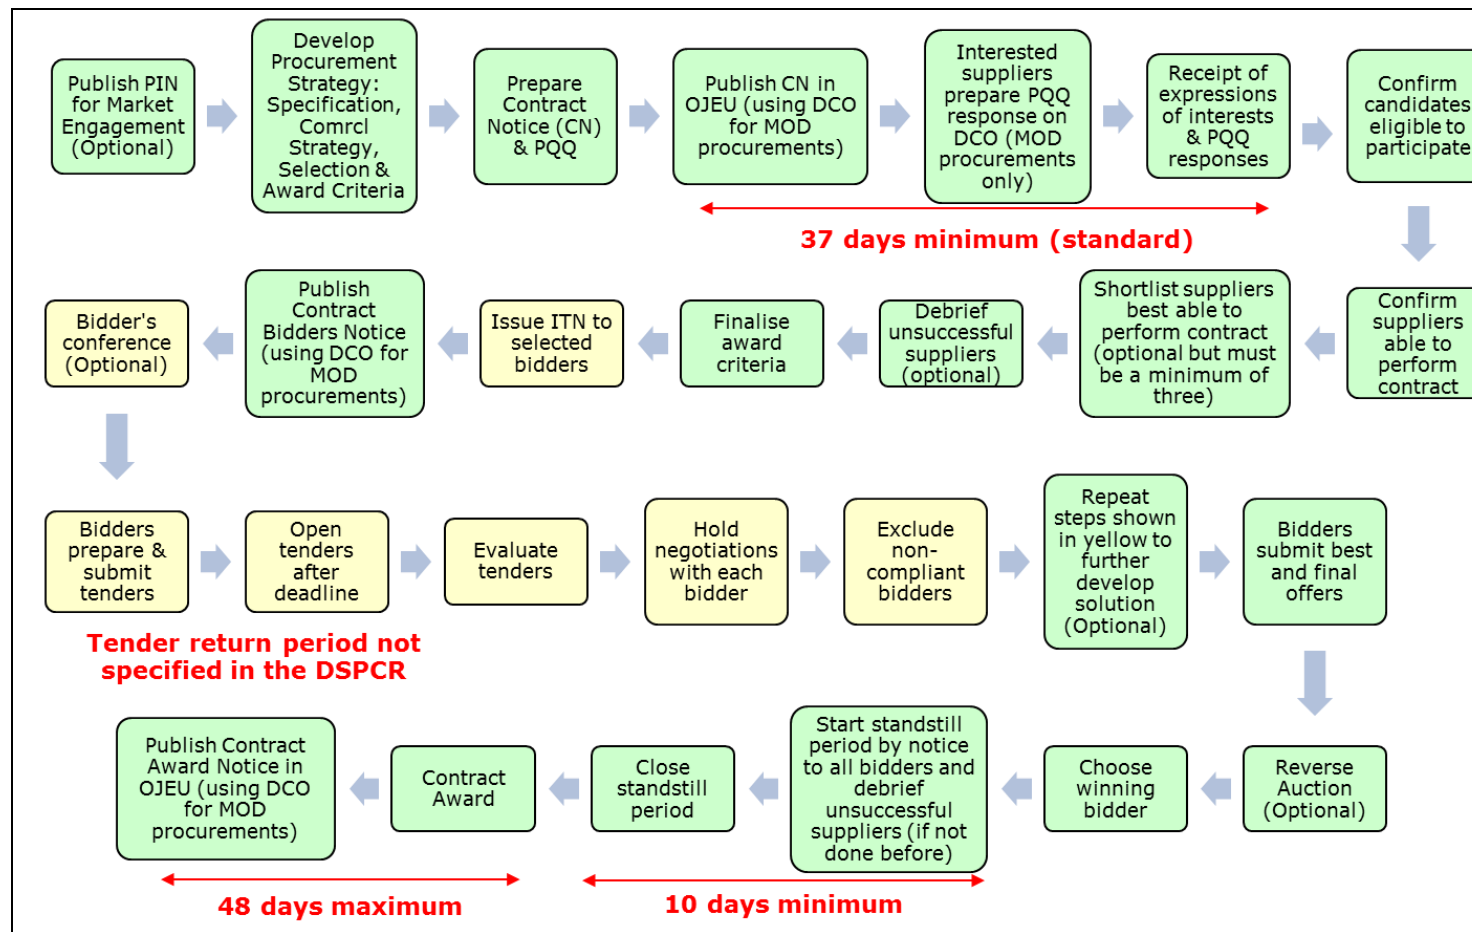 Publish PIN
for Market
Engagement
(Optional)
Develop
Procurement
Strategy:
Specification,
Comrcl
Strategy,
Selection &
Award Criteria
Prepare
Contract
Notice (CN)
& PQQ
Publish CN in
OJEU (using DCO
for MOD
procurements)
Interested
suppliers
prepare PQQ
response on
DCO (MOD
procurements
only)
Receipt of
expressions
of interests
& PQQ
responses
Confirm
candidates
eligible to
participate
37 days minimum (standard)
Confirm
suppliers
able to
perform
contract
Shortlist suppliers
best able to
perform contract
(optional but must
be a minimum of
three)
Debrief
unsuccessful
suppliers
(optional)
Finalise
award
criteria
Issue ITN to
selected
bidders
Publish
Contract
Bidders Notice
(using DCO for
MOD
procurements)
Bidder's
conference
(Optional)
Bidders
prepare &
submit
tenders
Open
tenders
after
deadline
Evaluate
tenders
Hold
negotiations
with each
bidder
Exclude
non-
compliant
bidders
Repeat
steps shown
in yellow to
further
develop
solution
(Optional)
Bidders
submit best
and final
offers
Tender return period not
specified in the DSPCR
Reverse
Auction
(Optional)
Choose
winning
bidder
Start standstill
period by notice
to all bidders and
debrief
unsuccessful
suppliers (if not
done before)
Close
standstill
period
Contract
Award
Publish Contract
Award Notice in
OJEU (using DCO
for MOD
procurements)
48 days maximum
10 days minimum